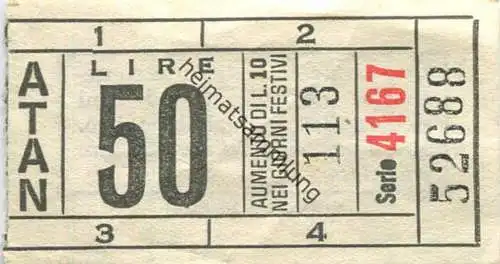 1
2
ATAN
LIRE
50
AUMENTO DI L.10
NEI GIORNI FESTIVI
113
Serie 4167
52688
3
4
heimatsammlung